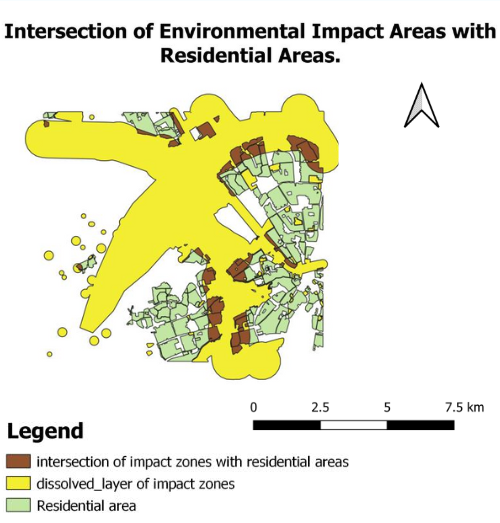 Intersection of Environmental Impact Areas with
Residential Areas.
0 2.5 5 7.5 km
Legend
intersection of impact zones with residential areas
dissolved_layer of impact zones
Residential area